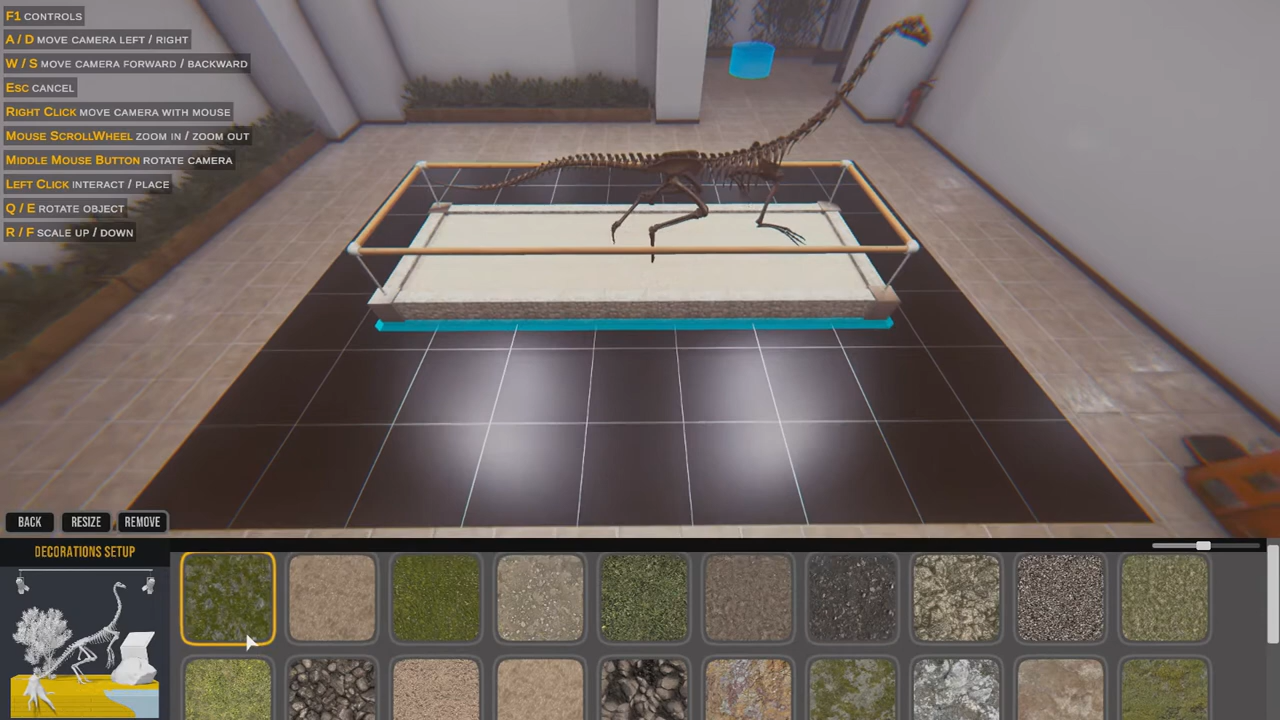 F1 CONTROLS
A / D MOVE CAMERA LEFT / RIGHT
W / S MOVE CAMERA FORWARD / BACKWARD
ESC CANCEL
RIGHT CLICK MOVE CAMERA WITH MOUSE
MOUSE SCROLLWHEEL ZOOM IN / ZOOM OUT
MIDDLE MOUSE BUTTON ROTATE CAMERA
LEFT CLICK INTERACT / PLACE
Q / E ROTATE OBJECT
R / F SCALE UP / DOWN
BACK RESIZE REMOVE
DECORATIONS SETUP